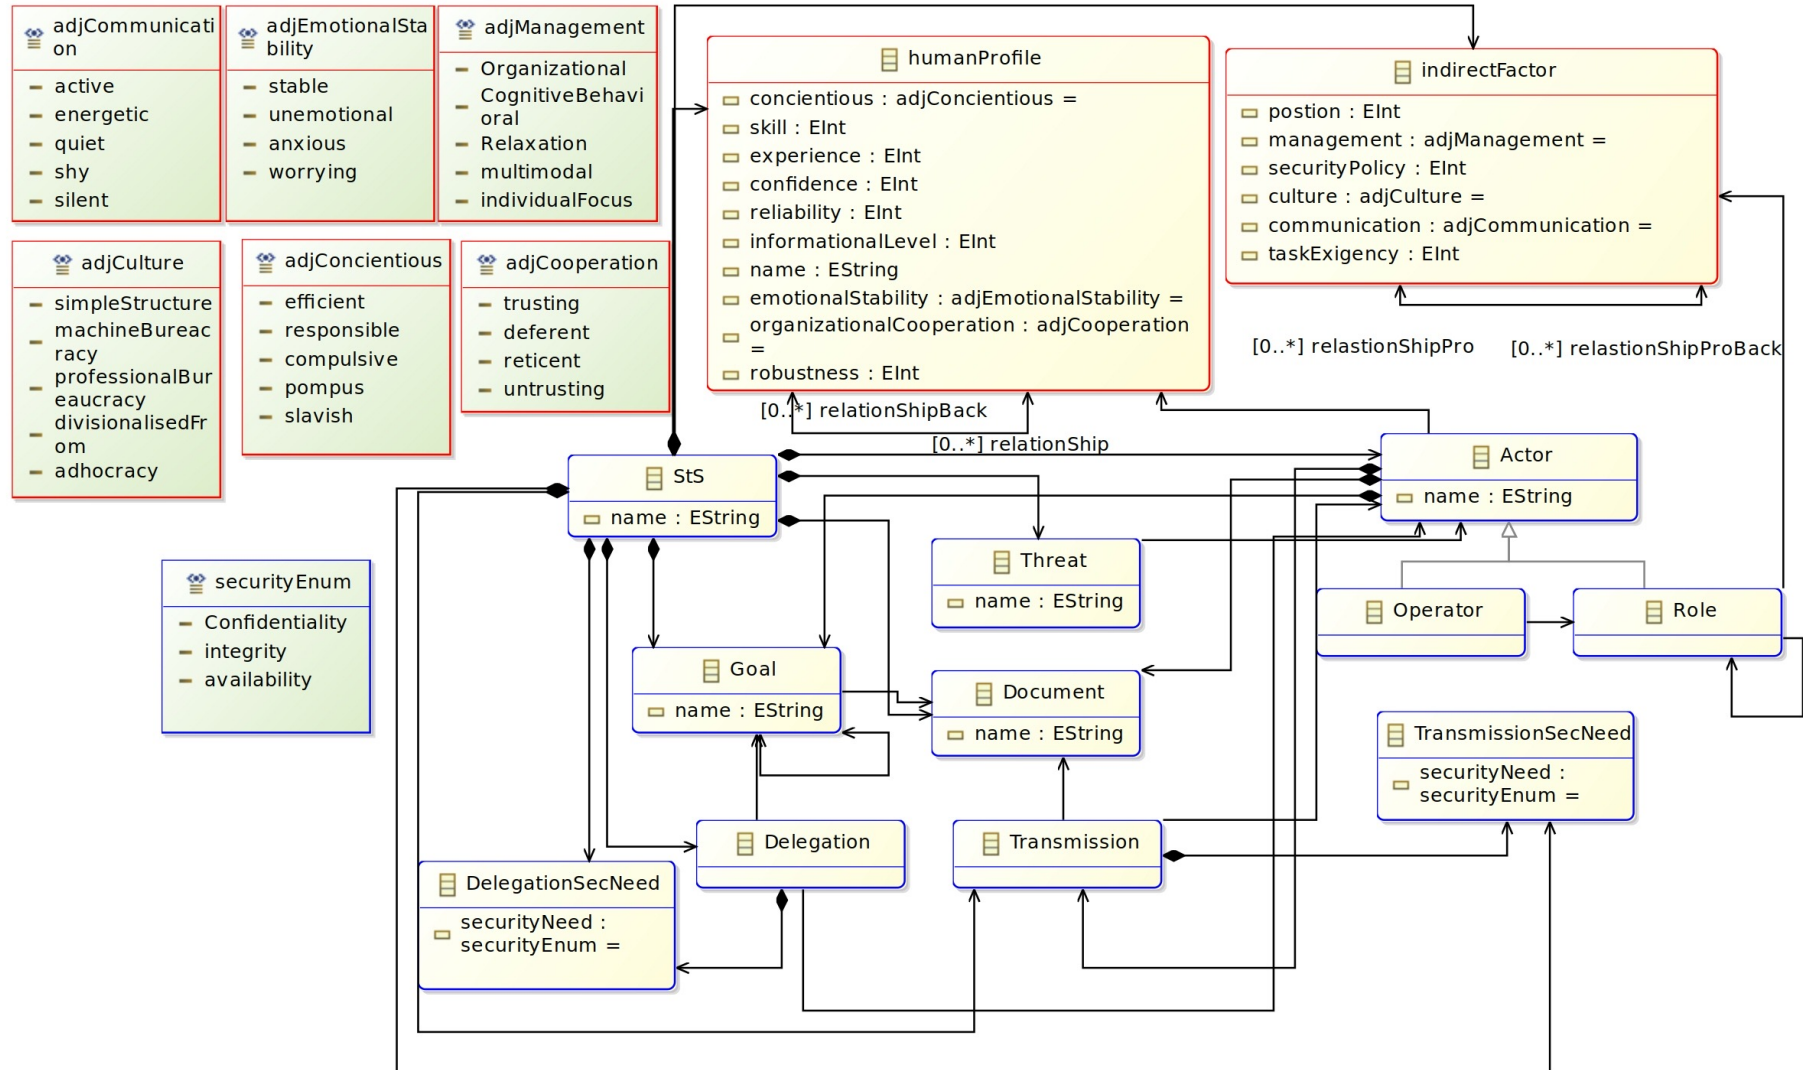 adjCommunicati
on
active
energetic
quiet
shy
silent
adjEmotionalSta
bility
stable
unemotional
anxious
worrying
adjManagement
Organizational
CognitiveBehavi
oral
Relaxation
multimodal
individualFocus
humanProfile
concientious : adjConcientious =
skill : EInt
experience : EInt
confidence : EInt
reliability : EInt
informationalLevel : EInt
name : EString
emotionalStability : adjEmotionalStability =
organizationalCooperation : adjCooperation
=
robustness : EInt
indirectFactor
postion : EInt
management : adjManagement =
securityPolicy : EInt
culture : adjCulture =
communication : adjCommunication =
taskExigency : EInt
adjCulture
simpleStructure
machineBureac
racy
professionalBur
eaucracy
divisionalisedFr
om
adhocracy
adjConcientious
efficient
responsible
compulsive
pompus
slavish
adjCooperation
trusting
deferent
reticent
untrusting
[0..*] relastionShipPro
[0..*] relastionShipProBack
[0..*] relationShipBack
[0..*] relationShip
StS
name : EString
Actor
name : EString
Threat
name : EString
securityEnum
Confidentiality
integrity
availability
Operator
Role
Goal
name : EString
Document
name : EString
TransmissionSecNeed
securityNeed :
securityEnum =
Delegation
Transmission
DelegationSecNeed
securityNeed :
securityEnum =